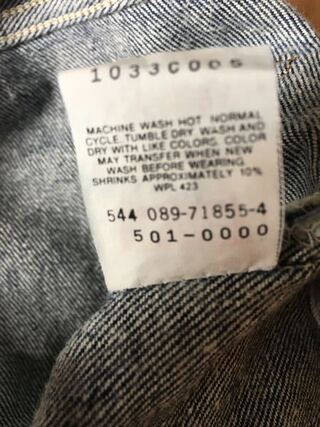 1033C005
MACHINE WASH HOT NORMAL
CYCLE. TUMBLE DRY. WASH AND
DRY WITH LIKE COLORS. COLOR
MAY TRANSFER WHEN NEW
WASH BEFORE WEARING
SHRINKS APPROXIMATELY 10%
WPL 423
544 089-71855-4
501-0000